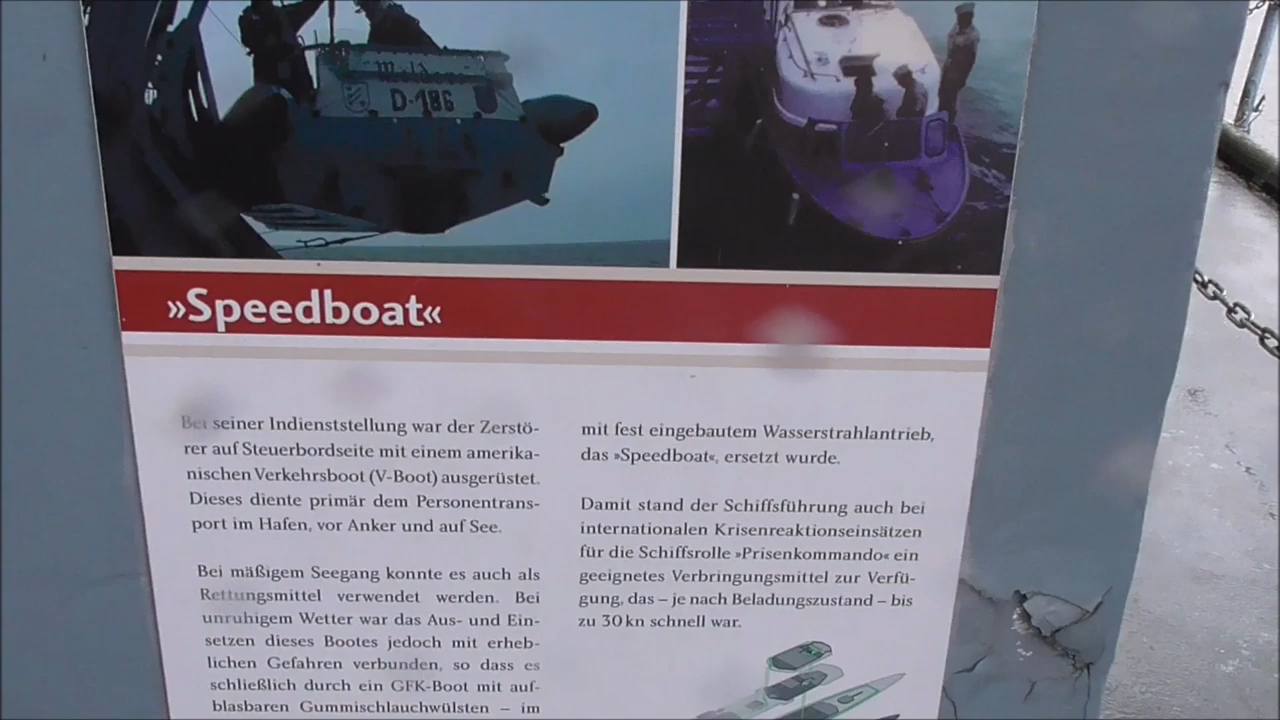 Mölders
D-186
»Speedboat«
Bei seiner Indienststellung war der Zerstö-
rer auf Steuerbordseite mit einem amerika-
nischen Verkehrsboot (V-Boot) ausgerüstet.
Dieses diente primär dem Personentrans-
port im Hafen, vor Anker und auf See.
Bei mäßigem Seegang konnte es auch als
Rettungsmittel verwendet werden. Bei
unruhigem Wetter war das Aus- und Ein-
setzen dieses Bootes jedoch mit erheb-
lichen Gefahren verbunden, so dass es
schließlich durch ein GFK-Boot mit auf-
blasbaren Gummischlauchwülsten – im
mit fest eingebautem Wasserstrahlantrieb,
das »Speedboat«, ersetzt wurde.
Damit stand der Schiffsführung auch bei
internationalen Krisenreaktionseinsätzen
für die Schiffsrolle »Prisenkommando« ein
geeignetes Verbringungsmittel zur Verfü-
gung, das – je nach Beladungszustand – bis
zu 30 kn schnell war.